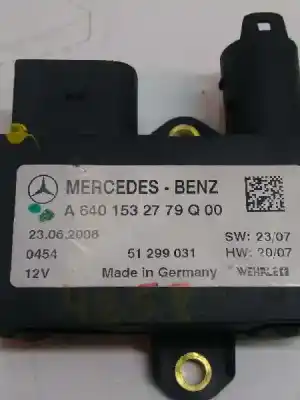 MERCEDES - BENZ
A 640 153 27 79 Q 00
23.06.2008 SW: 23/07
0454 51 299 031 HW: 20/07
12V Made in Germany WEHRLE